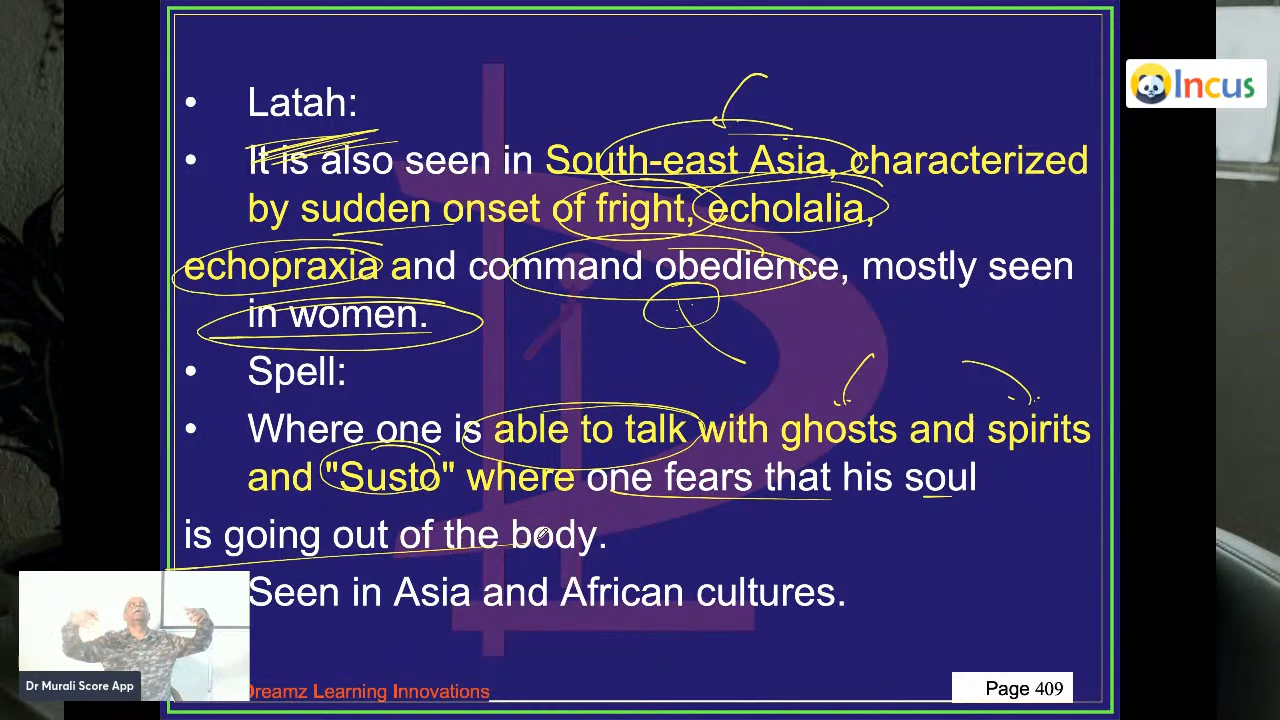 Incus
• Latah:
• It is also seen in South-east Asia, characterized
by sudden onset of fright, echolalia,
echopraxia and command obedience, mostly seen
in women.
• Spell:
• Where one is able to talk with ghosts and spirits
and "Susto" where one fears that his soul
is going out of the body.
Seen in Asia and African cultures.
Dr Murali Score App
Dreamz Learning Innovations
Page 409